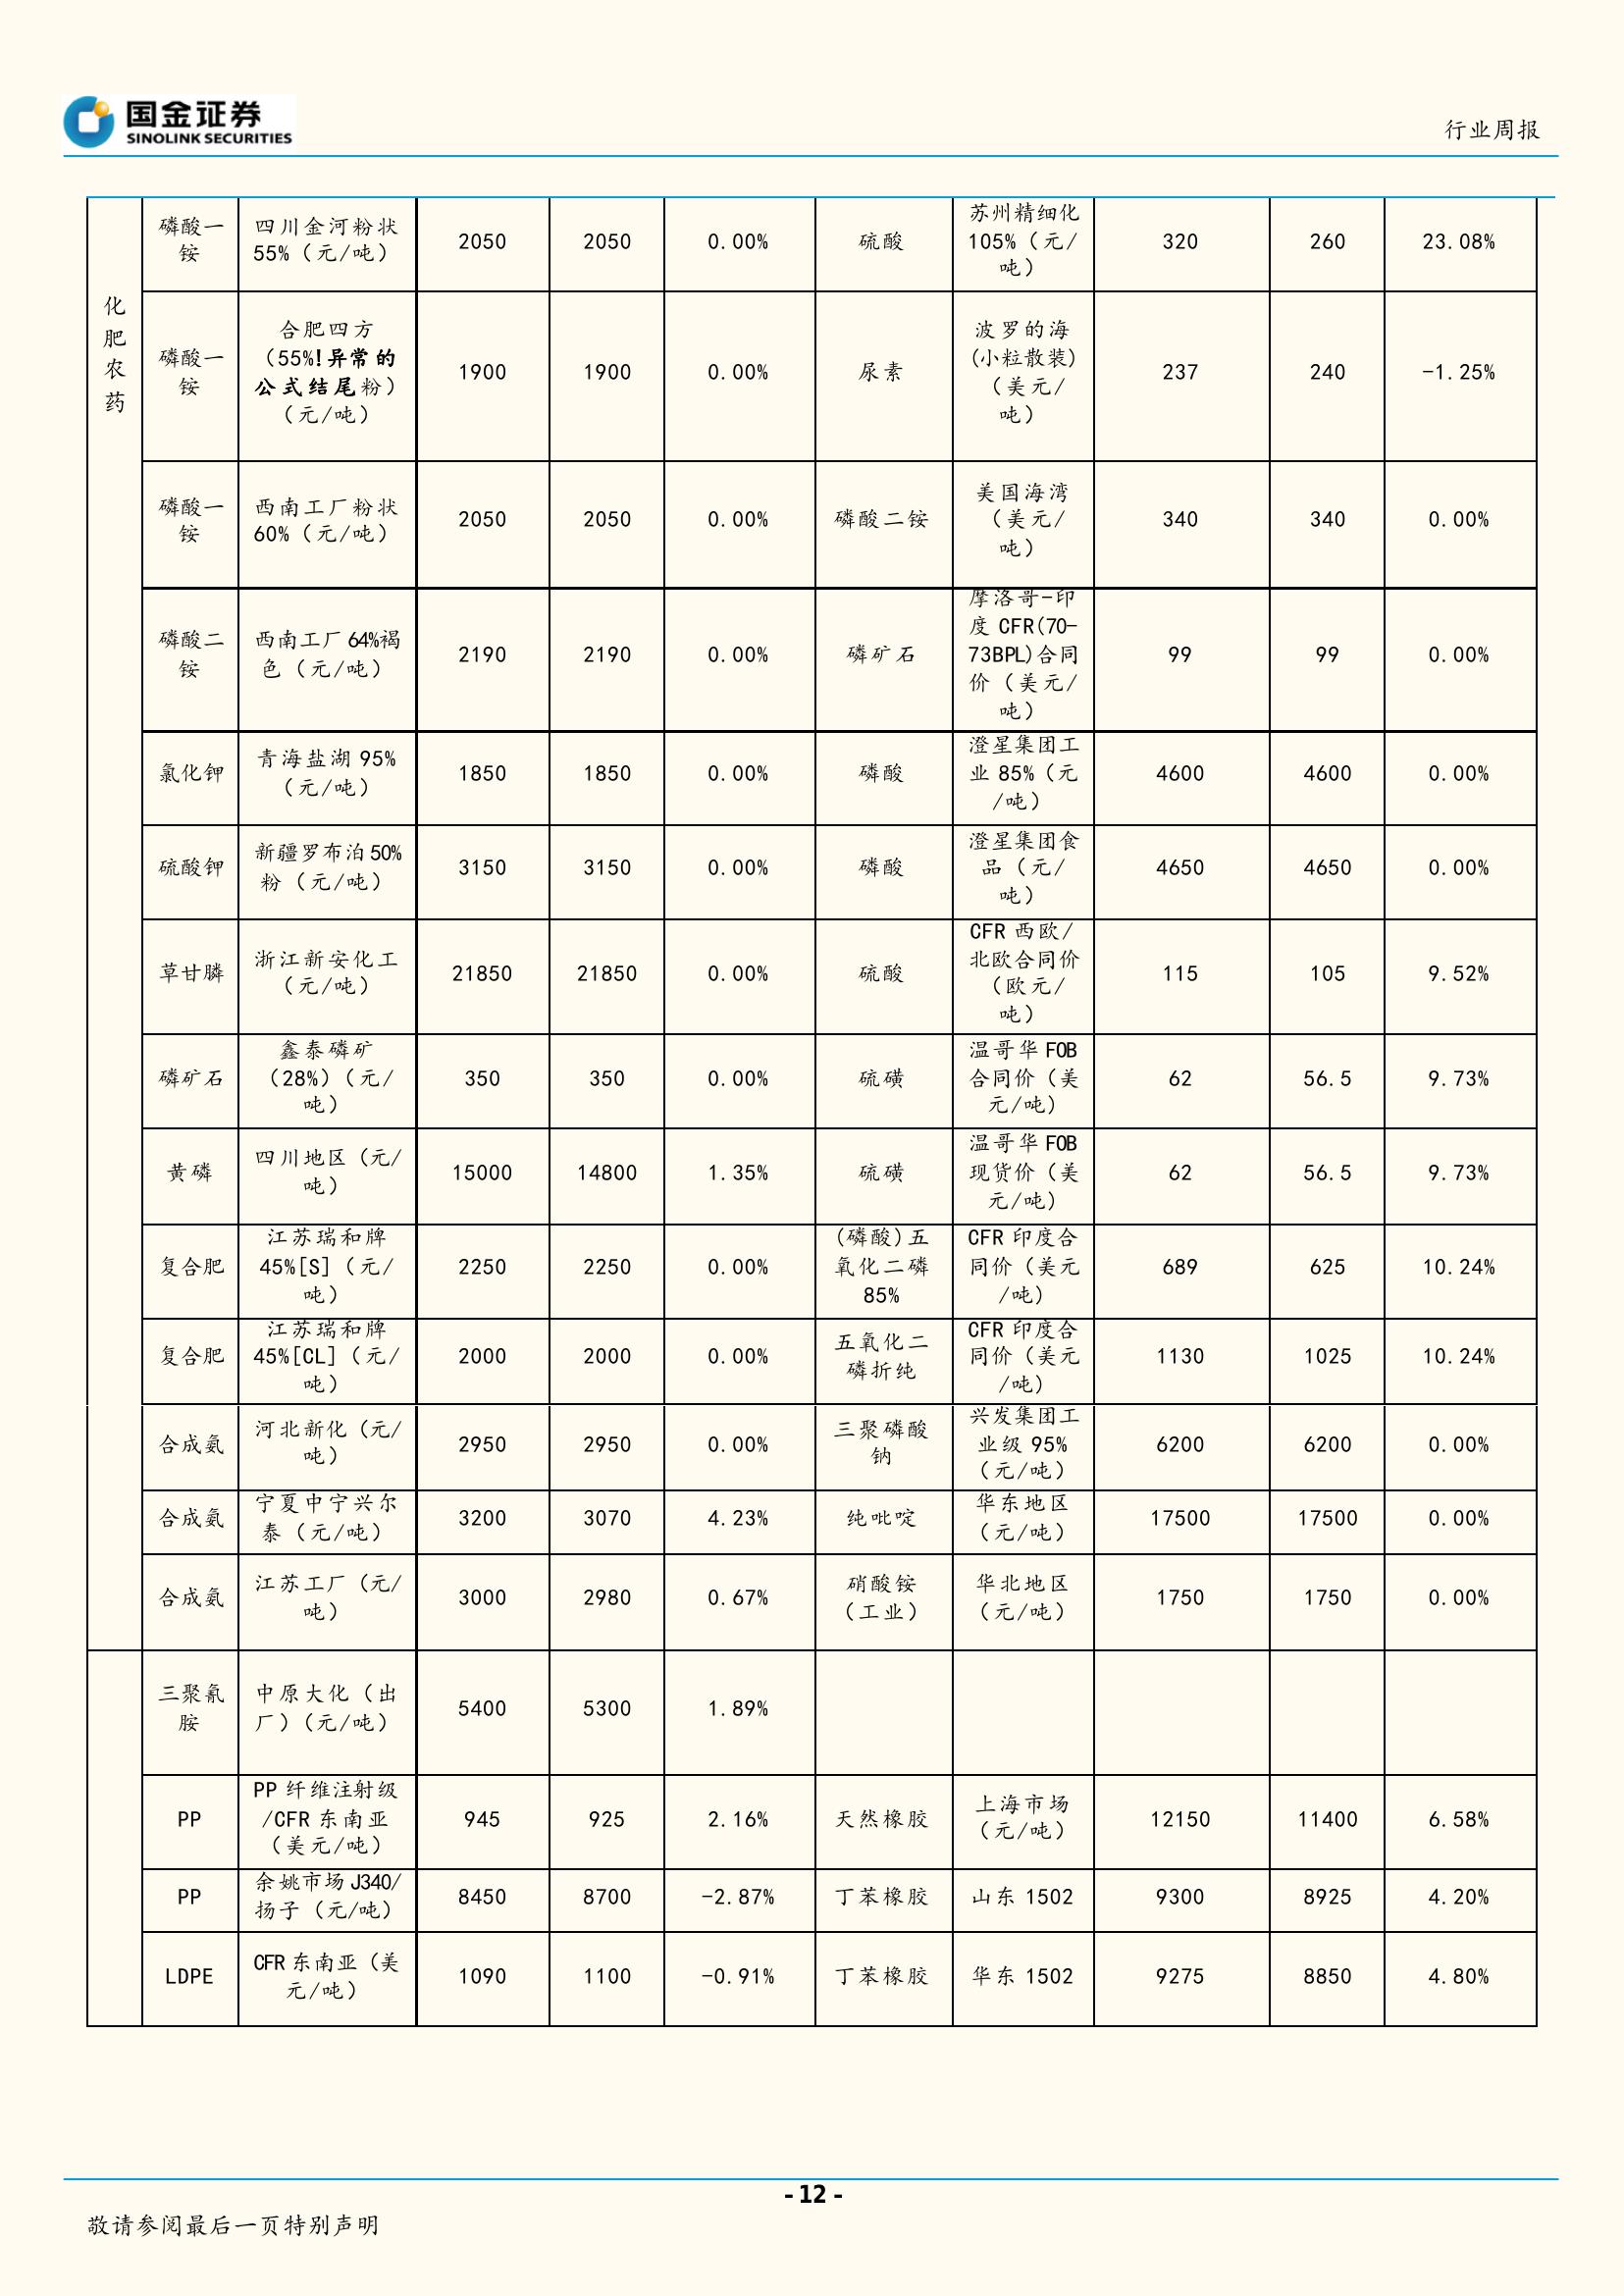 国金证券
SINOLINK SECURITIES
行业周报
化
肥
农
药
磷酸一
铵
四川金河粉状
55%（元/吨）
2050
2050
0.00%
硫酸
苏州精细化
105%（元/
吨）
320
260
23.08%
磷酸一
铵
合肥四方
（55%!异常的
公式结尾粉）
（元/吨）
1900
1900
0.00%
尿素
波罗的海
(小粒散装)
（美元/
吨）
237
240
-1.25%
磷酸一
铵
西南工厂粉状
60%（元/吨）
2050
2050
0.00%
磷酸二铵
美国海湾
（美元/
吨）
340
340
0.00%
磷酸二
铵
西南工厂 64%褐
色（元/吨）
2190
2190
0.00%
磷矿石
摩洛哥-印
度 CFR(70-
73BPL)合同
价（美元/
吨）
99
99
0.00%
氯化钾
青海盐湖 95%
（元/吨）
1850
1850
0.00%
磷酸
澄星集团工
业 85%（元
/吨）
4600
4600
0.00%
硫酸钾
新疆罗布泊 50%
粉（元/吨）
3150
3150
0.00%
磷酸
澄星集团食
品（元/
吨）
4650
4650
0.00%
草甘膦
浙江新安化工
（元/吨）
21850
21850
0.00%
硫酸
CFR 西欧/
北欧合同价
（欧元/
吨）
115
105
9.52%
磷矿石
鑫泰磷矿
（28%）（元/
吨）
350
350
0.00%
硫磺
温哥华 FOB
合同价（美
元/吨）
62
56.5
9.73%
黄磷
四川地区（元/
吨）
15000
14800
1.35%
硫磺
温哥华 FOB
现货价（美
元/吨）
62
56.5
9.73%
复合肥
江苏瑞和牌
45%[S]（元/
吨）
2250
2250
0.00%
(磷酸)五
氧化二磷
85%
CFR 印度合
同价（美元
/吨）
689
625
10.24%
复合肥
江苏瑞和牌
45%[CL]（元/
吨）
2000
2000
0.00%
五氧化二
磷折纯
CFR 印度合
同价（美元
/吨）
1130
1025
10.24%
合成氨
河北新化（元/
吨）
2950
2950
0.00%
三聚磷酸
钠
兴发集团工
业级 95%
（元/吨）
6200
6200
0.00%
合成氨
宁夏中宁兴尔
泰（元/吨）
3200
3070
4.23%
纯吡啶
华东地区
（元/吨）
17500
17500
0.00%
合成氨
江苏工厂（元/
吨）
3000
2980
0.67%
硝酸铵
（工业）
华北地区
（元/吨）
1750
1750
0.00%
三聚氰
胺
中原大化（出
厂）（元/吨）
5400
5300
1.89%
PP
PP 纤维注射级
/CFR 东南亚
（美元/吨）
945
925
2.16%
天然橡胶
上海市场
（元/吨）
12150
11400
6.58%
PP
余姚市场 J340/
扬子（元/吨）
8450
8700
-2.87%
丁苯橡胶
山东 1502
9300
8925
4.20%
LDPE
CFR 东南亚（美
元/吨）
1090
1100
-0.91%
丁苯橡胶
华东 1502
9275
8850
4.80%
- 12 -
敬请参阅最后一页特别声明